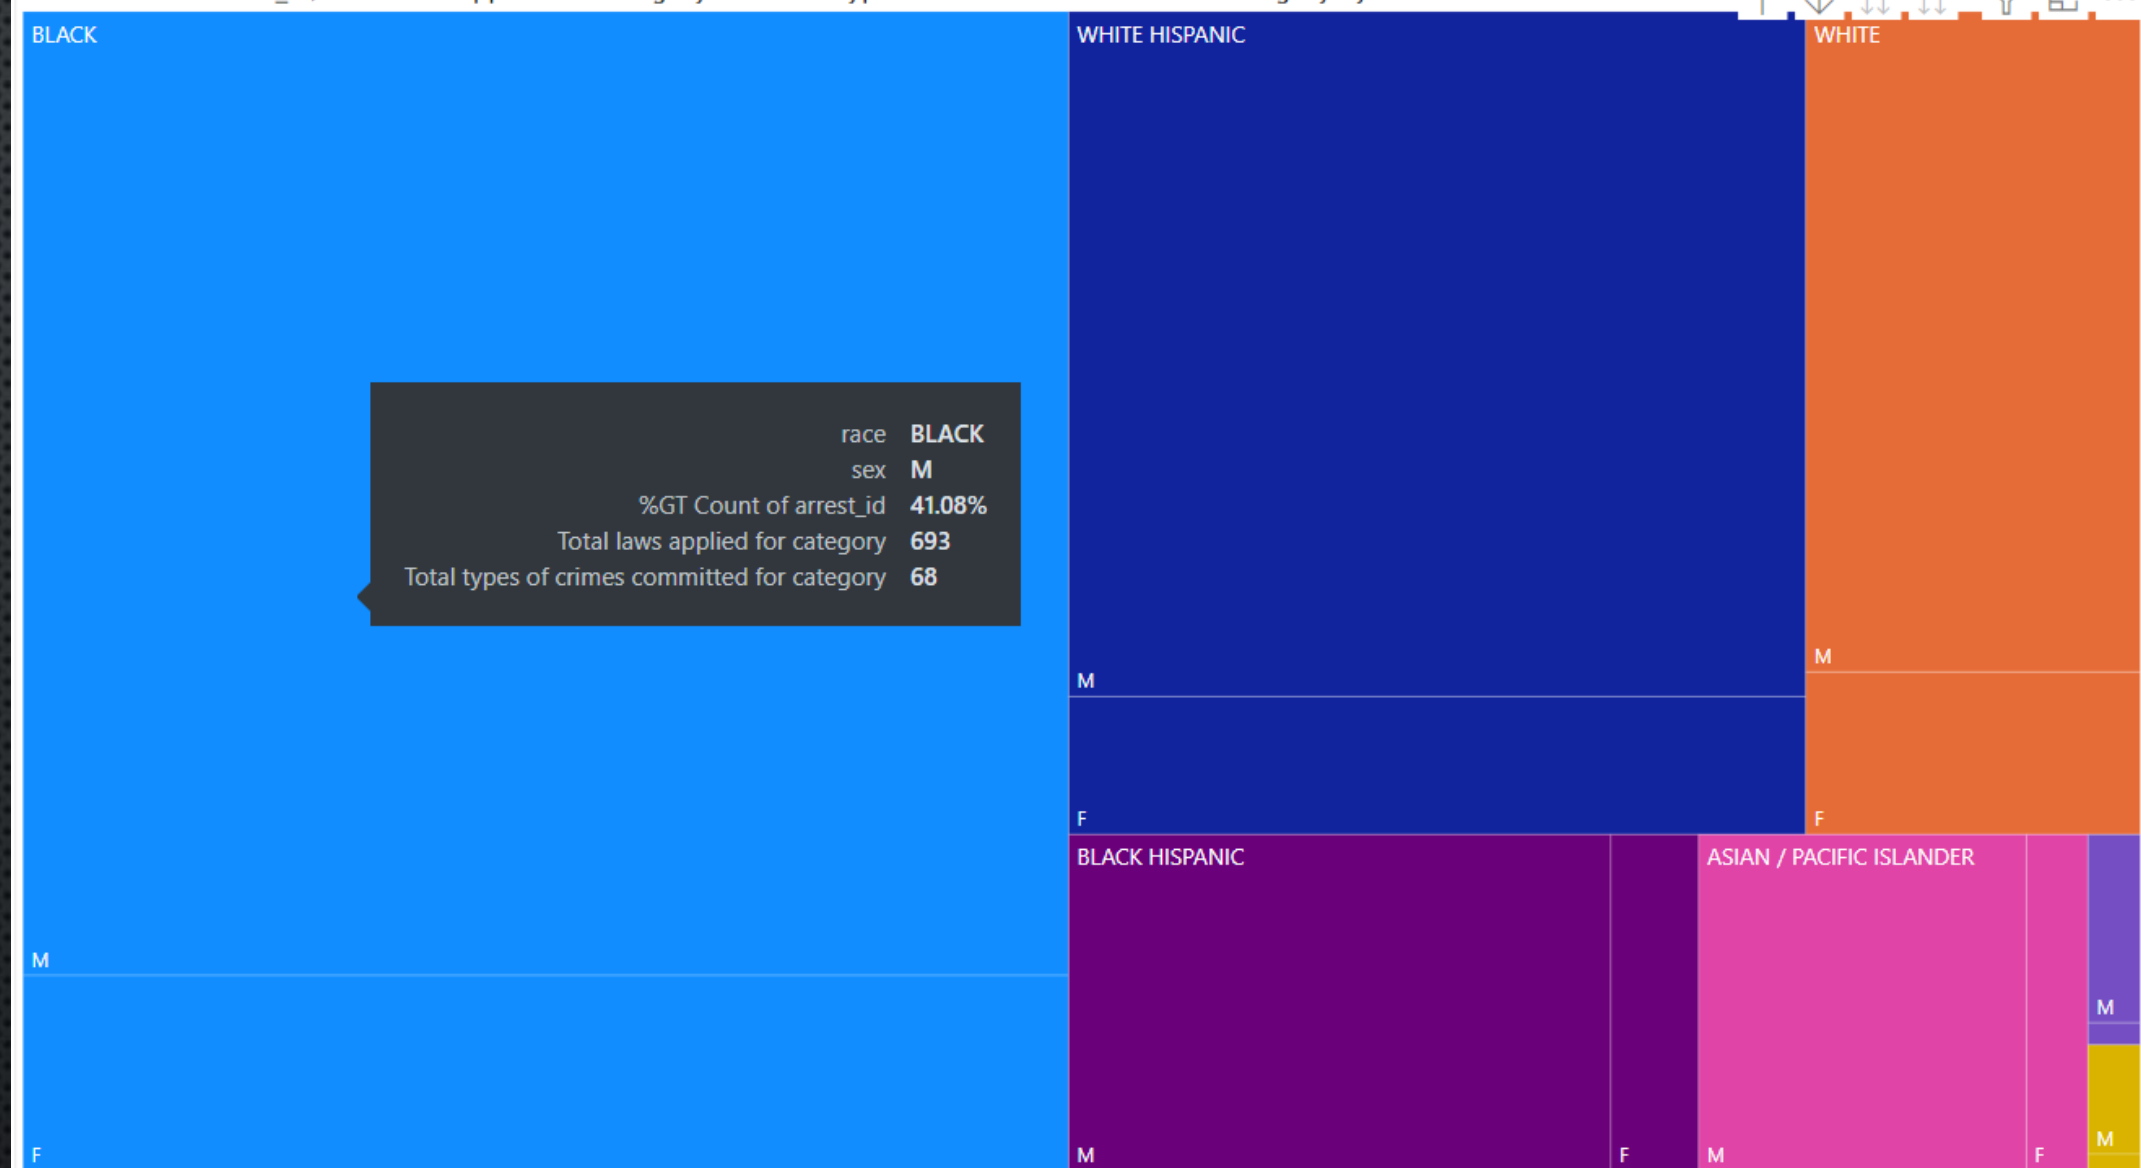 BLACK
WHITE HISPANIC
WHITE
race BLACK
sex M
%GT Count of arrest_id 41.08%
Total laws applied for category 693
Total types of crimes committed for category 68
M
M
F
F
BLACK HISPANIC
ASIAN / PACIFIC ISLANDER
M
M
M
F
M
F
M
F
M